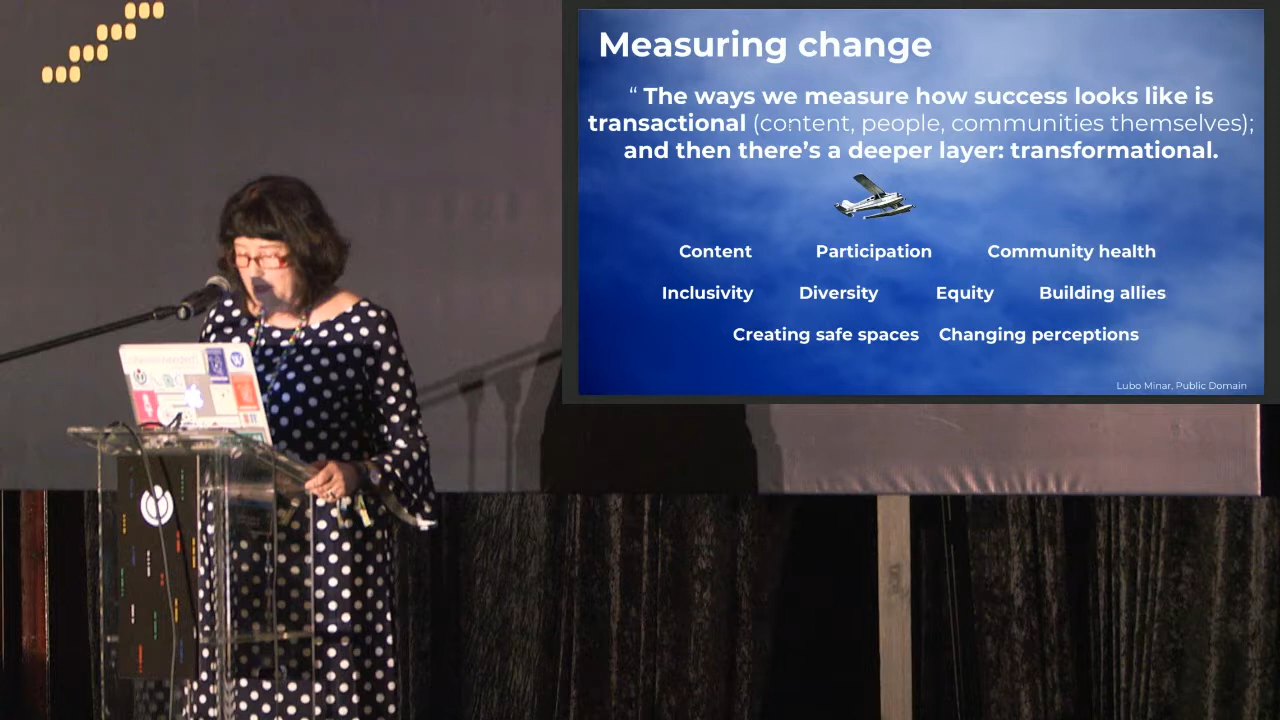 Measuring change
“ The ways we measure how success looks like is
transactional (content, people, communities themselves);
and then there’s a deeper layer: transformational.
Content Participation Community health
Inclusivity Diversity Equity Building allies
Creating safe spaces Changing perceptions
Lubo Minar, Public Domain